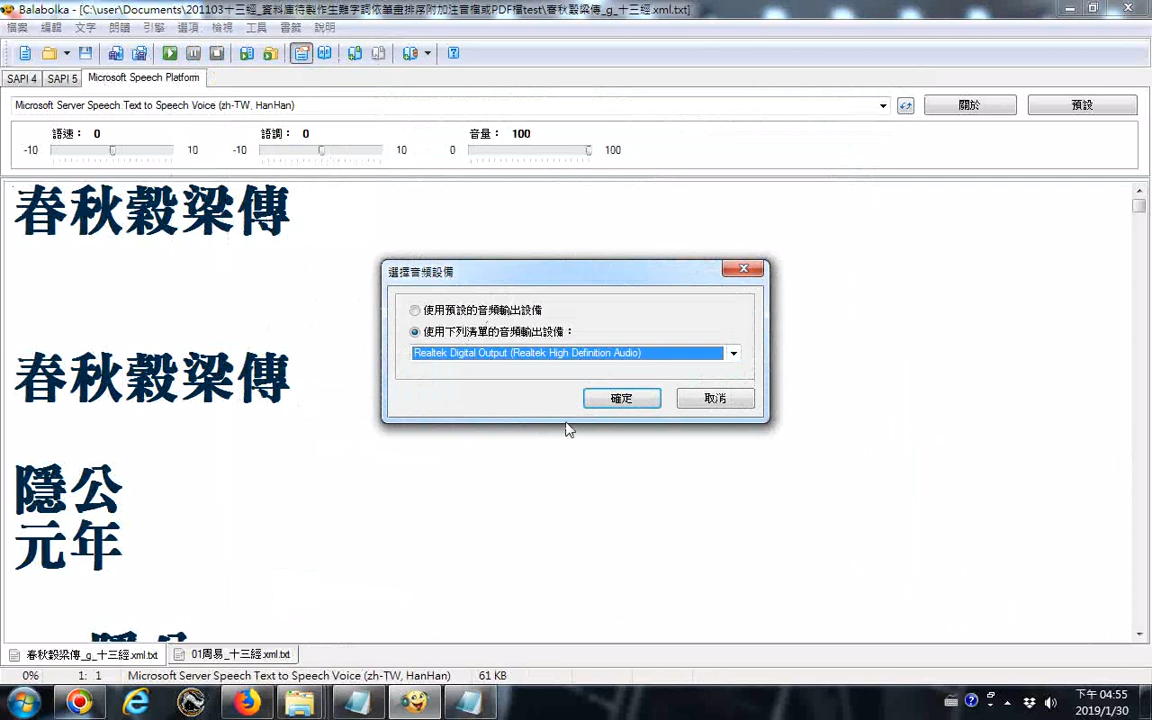 Balabolka - [C:\user\Documents\201103十三經_資料庫待製作生難字詞依筆畫排序附加注音檔或PDF檔test\春秋穀梁傳_g_十三經.xml.txt]
檔案 編輯 文字 朗讀 引擎 選項 檢視 工具 書籤 說明
SAPI 4 SAPI 5 Microsoft Speech Platform
Microsoft Server Speech Text to Speech Voice (zh-TW, HanHan) 關於 預設
語速： 0 語調： 0 音量： 100
-10 10 -10 10 0 100
春秋穀梁傳
選擇音頻設備
使用預設的音頻輸出設備
使用下列清單的音頻輸出設備：
Realtek Digital Output (Realtek High Definition Audio)
確定 取消
春秋穀梁傳
隱公
元年
春秋穀梁傳_g_十三經.xml.txt 01周易_十三經.xml.txt
0% 1: 1 Microsoft Server Speech Text to Speech Voice (zh-TW, HanHan) 61 KB
下午 04:55
2019/1/30